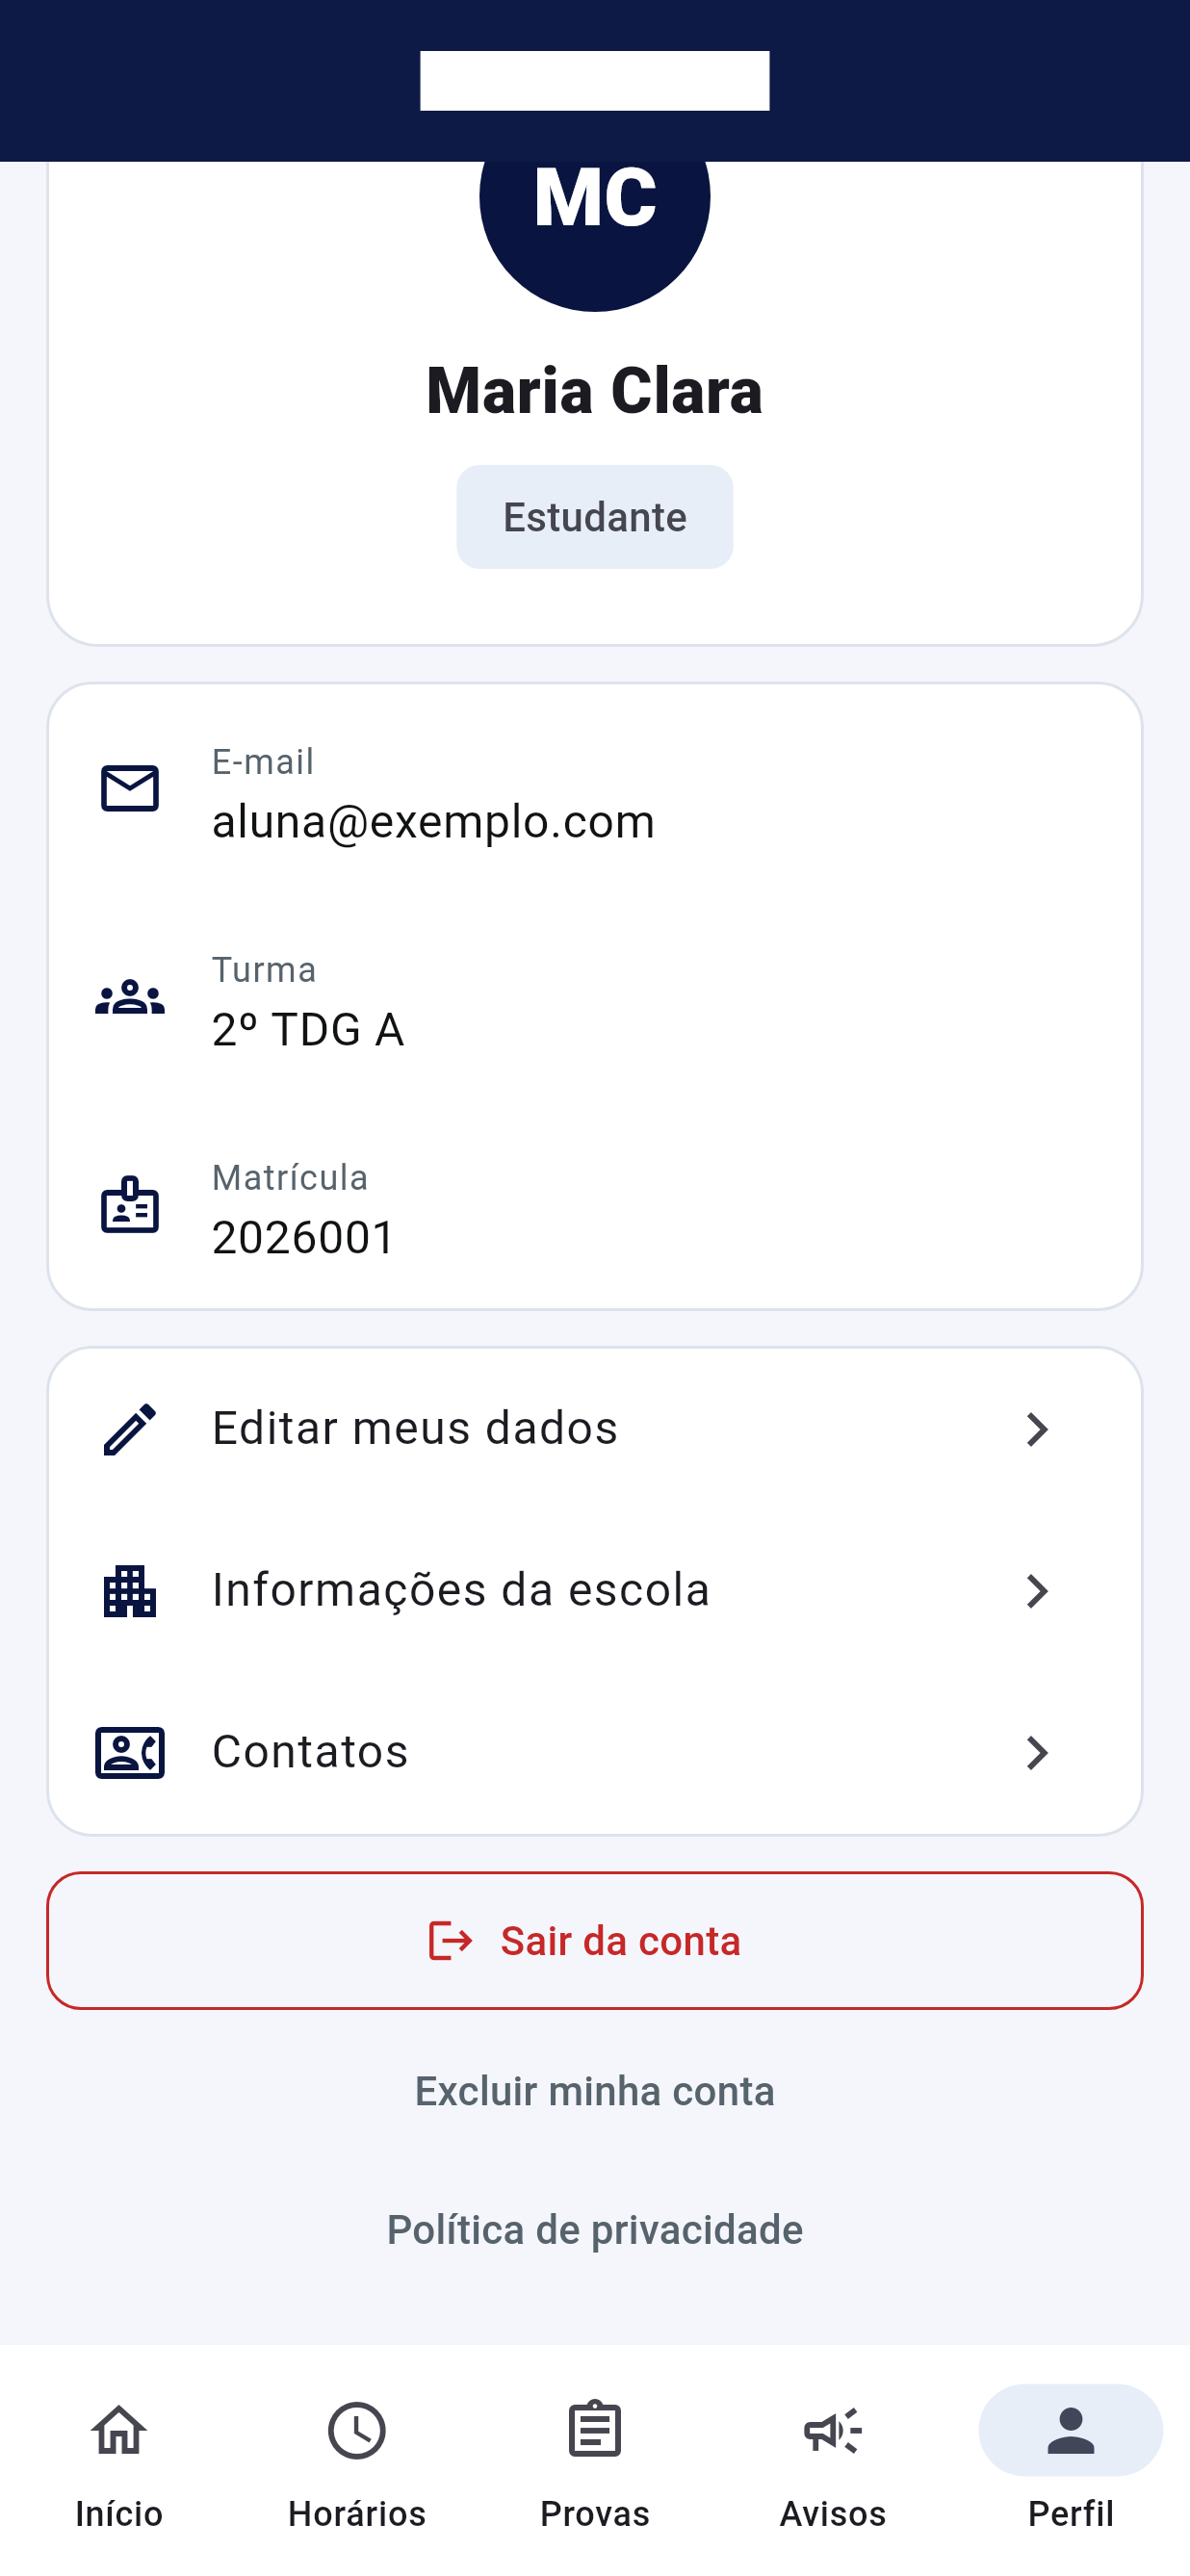 MC
Maria Clara
Estudante
E-mail
aluna@exemplo.com
Turma
2º TDG A
Matrícula
2026001
Editar meus dados
Informações da escola
Contatos
Sair da conta
Excluir minha conta
Política de privacidade
Início
Horários
Provas
Avisos
Perfil